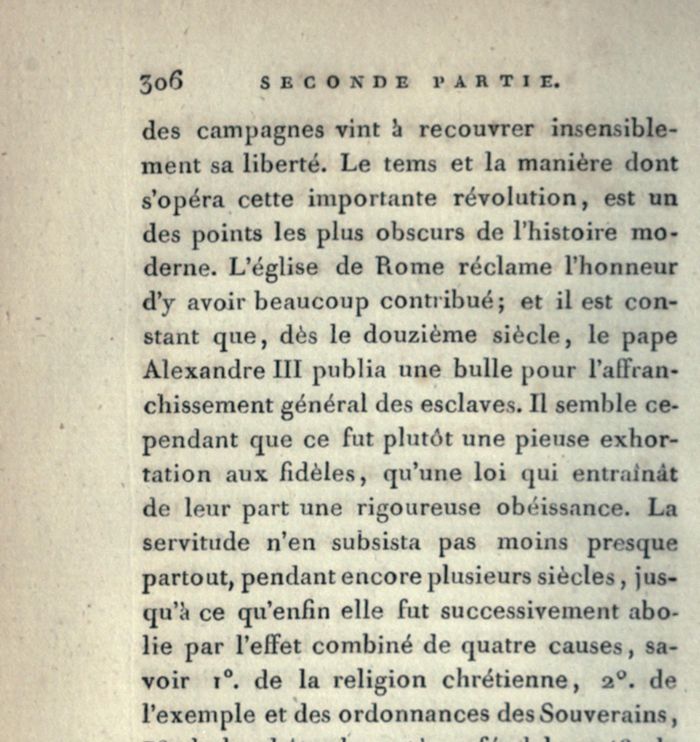 306 SECONDE PARTIE.
des campagnes vint à recouvrer insensible-
ment sa liberté. Le tems et la manière dont
s'opéra cette importante révolution, est un
des points les plus obscurs de l'histoire mo-
derne. L'église de Rome réclame l'honneur
d'y avoir beaucoup contribué; et il est con-
stant que, dès le douzième siècle, le pape
Alexandre III publia une bulle pour l'affran-
chissement général des esclaves. Il semble ce-
pendant que ce fut plutôt une pieuse exhor-
tation aux fidèles, qu'une loi qui entraînât
de leur part une rigoureuse obéissance. La
servitude n'en subsista pas moins presque
partout, pendant encore plusieurs siècles, jus-
qu'à ce qu'enfin elle fut successivement abo-
lie par l'effet combiné de quatre causes, sa-
voir 1°. de la religion chrétienne, 2°. de
l'exemple et des ordonnances des Souverains,